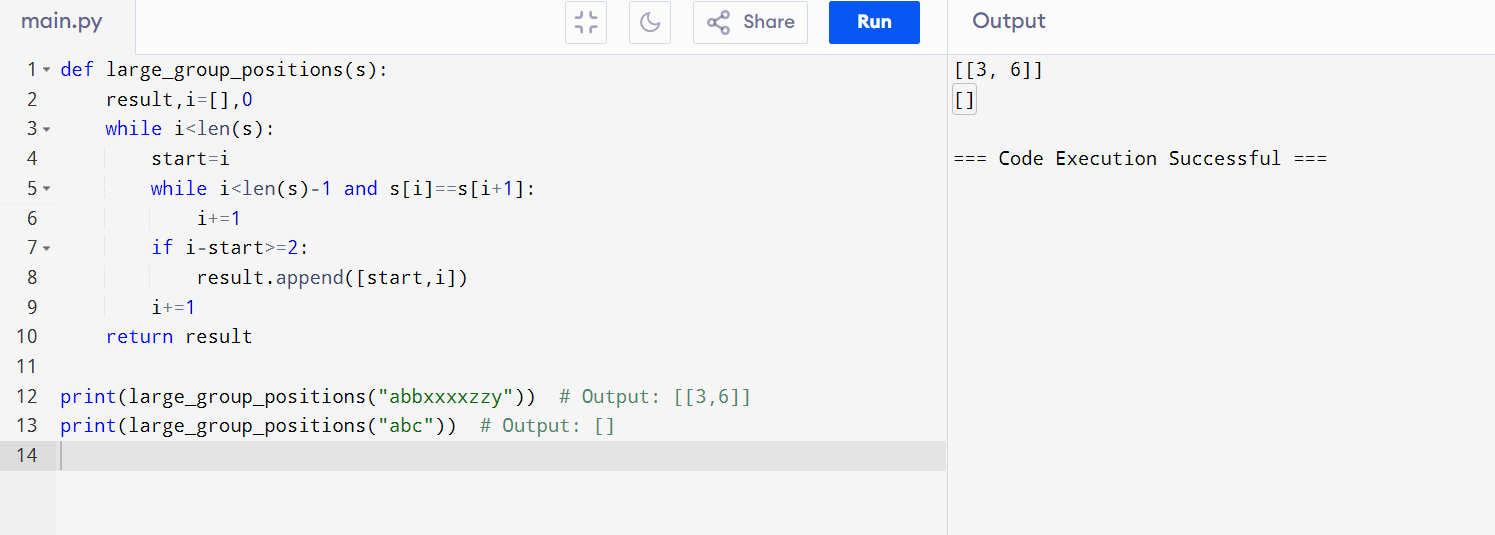 main.py
Share
Run
Output
1 def large_group_positions(s):
2     result,i=[],0
3     while i<len(s):
4         start=i
5         while i<len(s)-1 and s[i]==s[i+1]:
6             i+=1
7         if i-start>=2:
8             result.append([start,i])
9         i+=1
10     return result
11
12 print(large_group_positions("abbxxxxzzy"))  # Output: [[3,6]]
13 print(large_group_positions("abc"))  # Output: []
14
[[3, 6]]
[]
=== Code Execution Successful ===